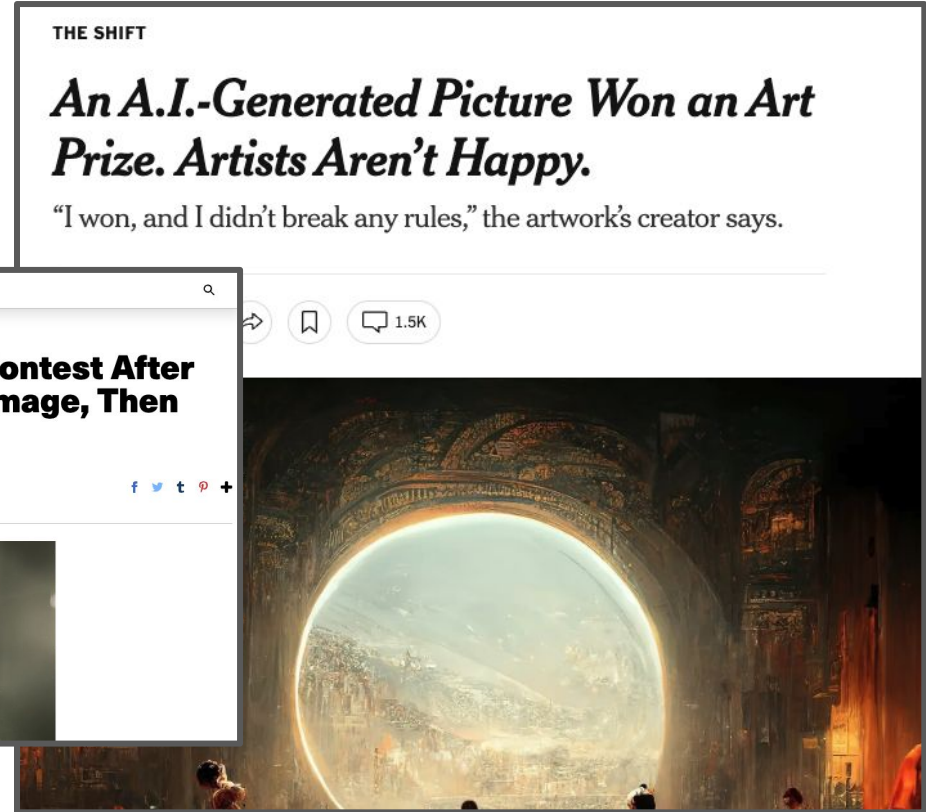 THE SHIFT
An A.I.-Generated Picture Won an Art
Prize. Artists Aren't Happy.
“I won, and I didn't break any rules,” the artwork's creator says.
1.5K
ontest After
mage, Then